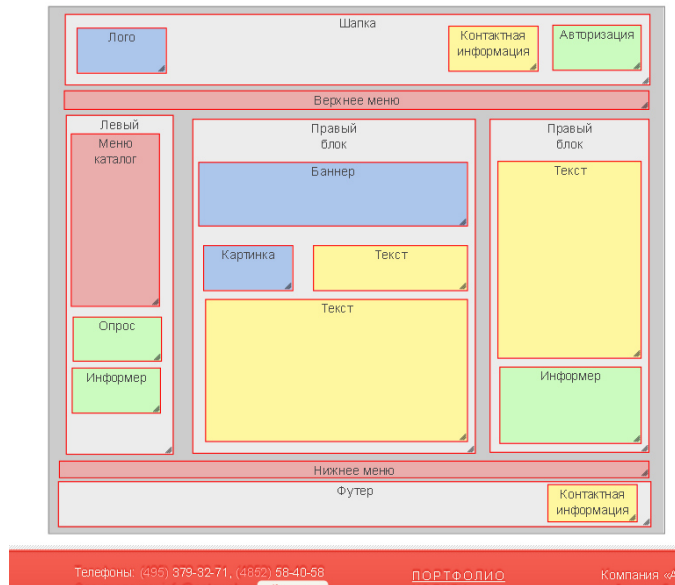 Шапка
Лого
Контактная
информация
Авторизация
Верхнее меню
Левый
Меню
каталог
Опрос
Информер
Правый
блок
Баннер
Картинка
Текст
Текст
Правый
блок
Текст
Информер
Нижнее меню
Футер
Контактная
информация
Телефоны: (495) 379-32-71, (4852) 58-40-58
ПОРТФОЛИО
Компания «А